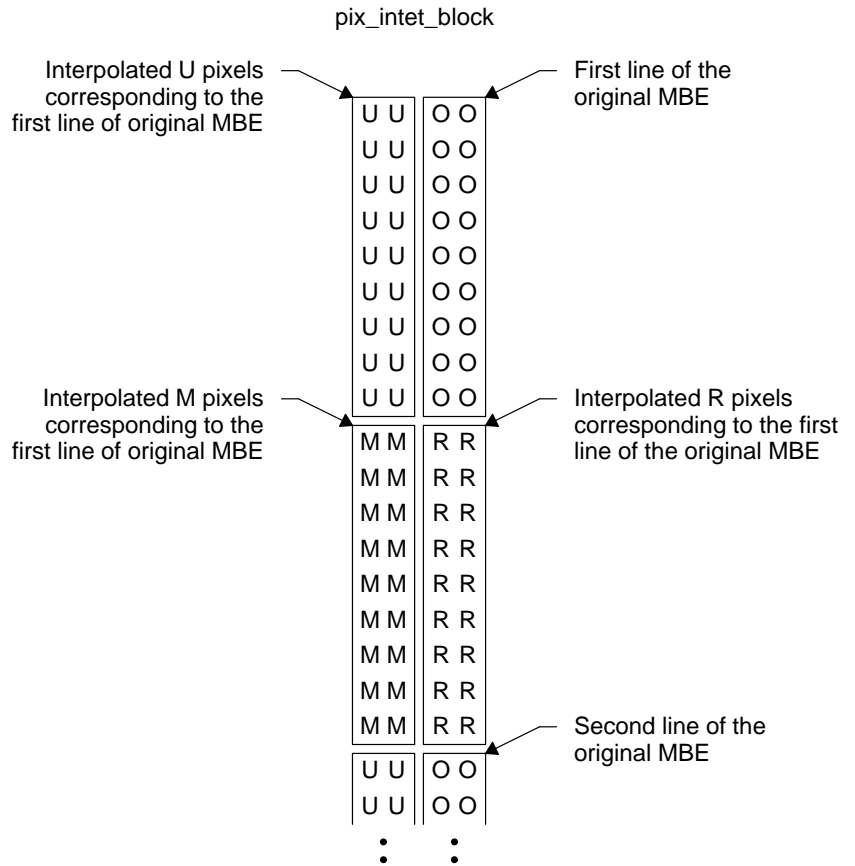 pix_intet_block
Interpolated U pixels
corresponding to the
first line of original MBE
First line of the
original MBE
U U O O
U U O O
U U O O
U U O O
U U O O
U U O O
U U O O
U U O O
U U O O
Interpolated M pixels
corresponding to the
first line of original MBE
Interpolated R pixels
corresponding to the first
line of the original MBE
M M R R
M M R R
M M R R
M M R R
M M R R
M M R R
M M R R
M M R R
M M R R
Second line of the
original MBE
U U O O
U U O O